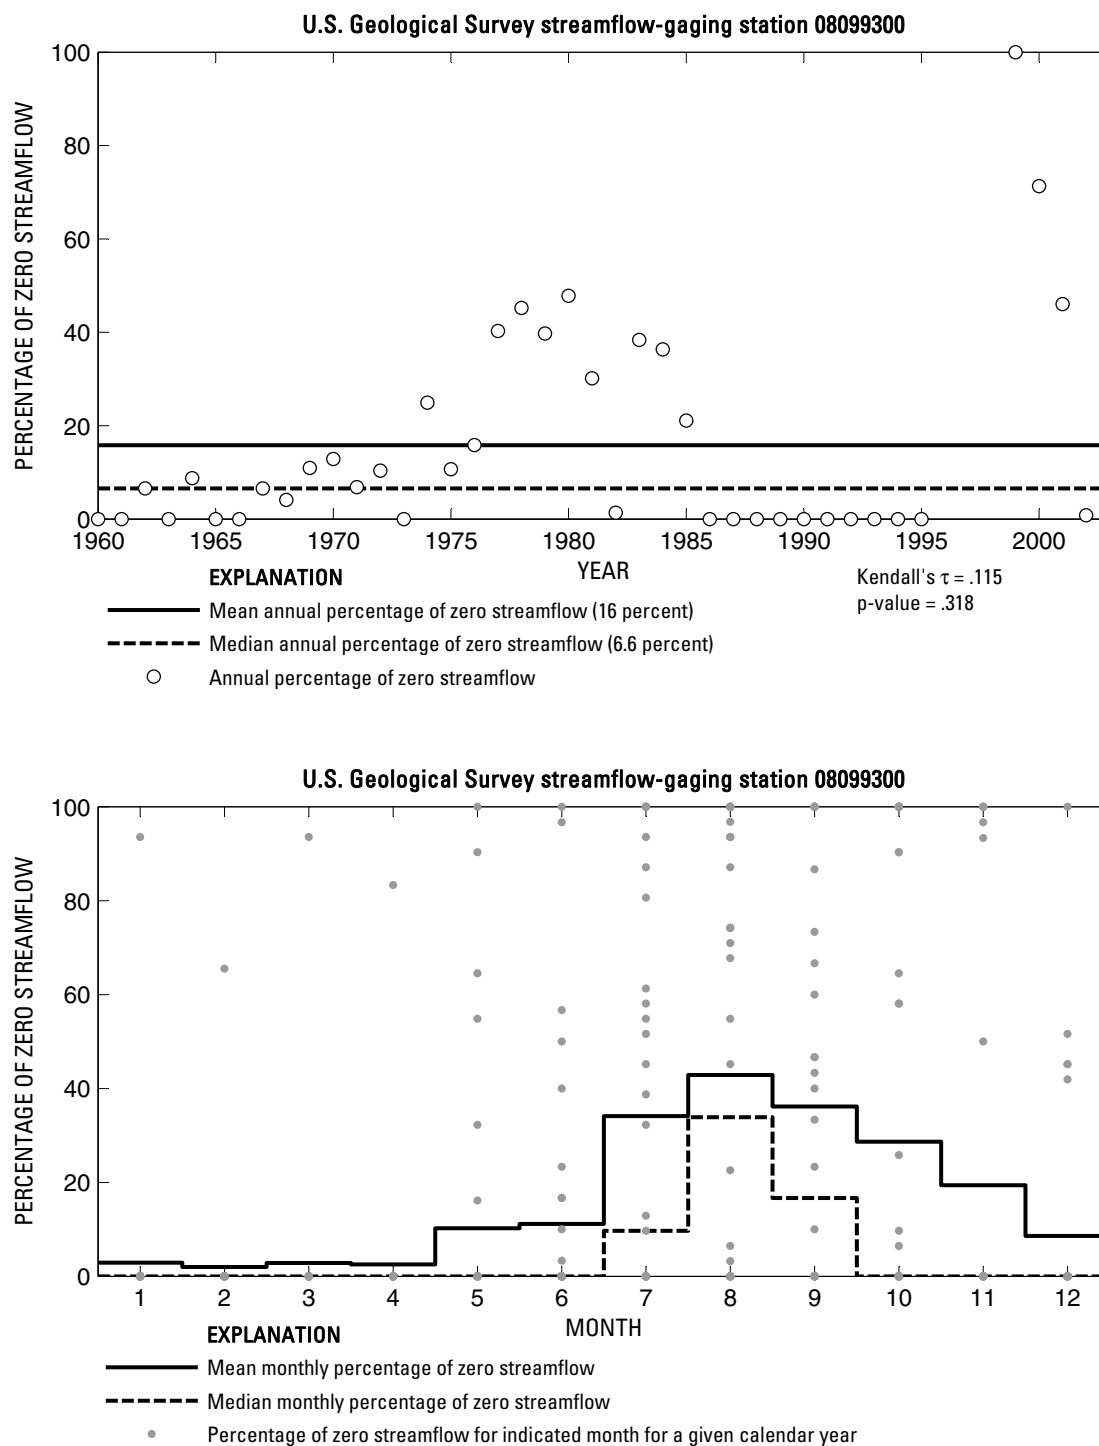 U.S. Geological Survey streamflow-gaging station 08099300
PERCENTAGE OF ZERO STREAMFLOW
100
80
60
40
20
0
1960 1965 1970 1975 1980 1985 1990 1995 2000
YEAR
Kendall's τ = .115
p-value = .318
EXPLANATION
Mean annual percentage of zero streamflow (16 percent)
Median annual percentage of zero streamflow (6.6 percent)
Annual percentage of zero streamflow
U.S. Geological Survey streamflow-gaging station 08099300
PERCENTAGE OF ZERO STREAMFLOW
100
80
60
40
20
0
1 2 3 4 5 6 7 8 9 10 11 12
MONTH
EXPLANATION
Mean monthly percentage of zero streamflow
Median monthly percentage of zero streamflow
Percentage of zero streamflow for indicated month for a given calendar year